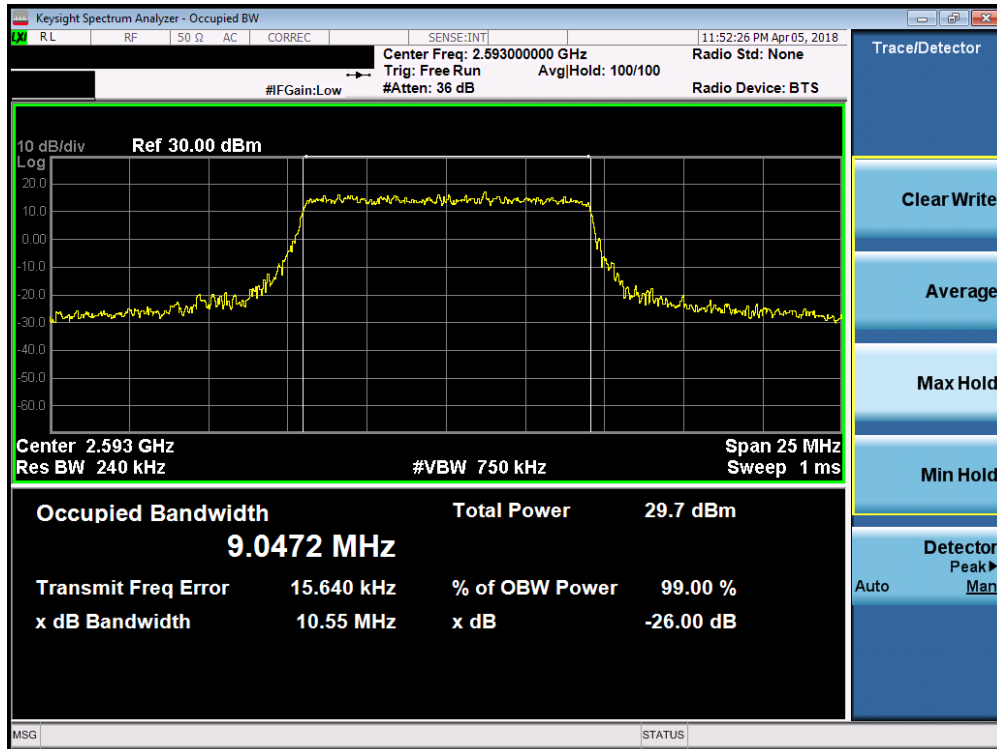 Keysight Spectrum Analyzer - Occupied BW
LXI RL RF 50 Ω AC CORREC SENSE:INT 11:52:26 PM Apr 05, 2018
Center Freq: 2.593000000 GHz Radio Std: None
Trig: Free Run Avg|Hold: 100/100
#IFGain:Low #Atten: 36 dB Radio Device: BTS
10 dB/div Ref 30.00 dBm
Log
20.0
10.0
0.00
-10.0
-20.0
-30.0
-40.0
-50.0
-60.0
Center 2.593 GHz Span 25 MHz
Res BW 240 kHz #VBW 750 kHz Sweep 1 ms
Occupied Bandwidth Total Power 29.7 dBm
9.0472 MHz
Transmit Freq Error 15.640 kHz % of OBW Power 99.00 %
x dB Bandwidth 10.55 MHz x dB -26.00 dB
MSG STATUS
Trace/Detector
Clear Write
Average
Max Hold
Min Hold
Detector
Peak▶
Auto Man